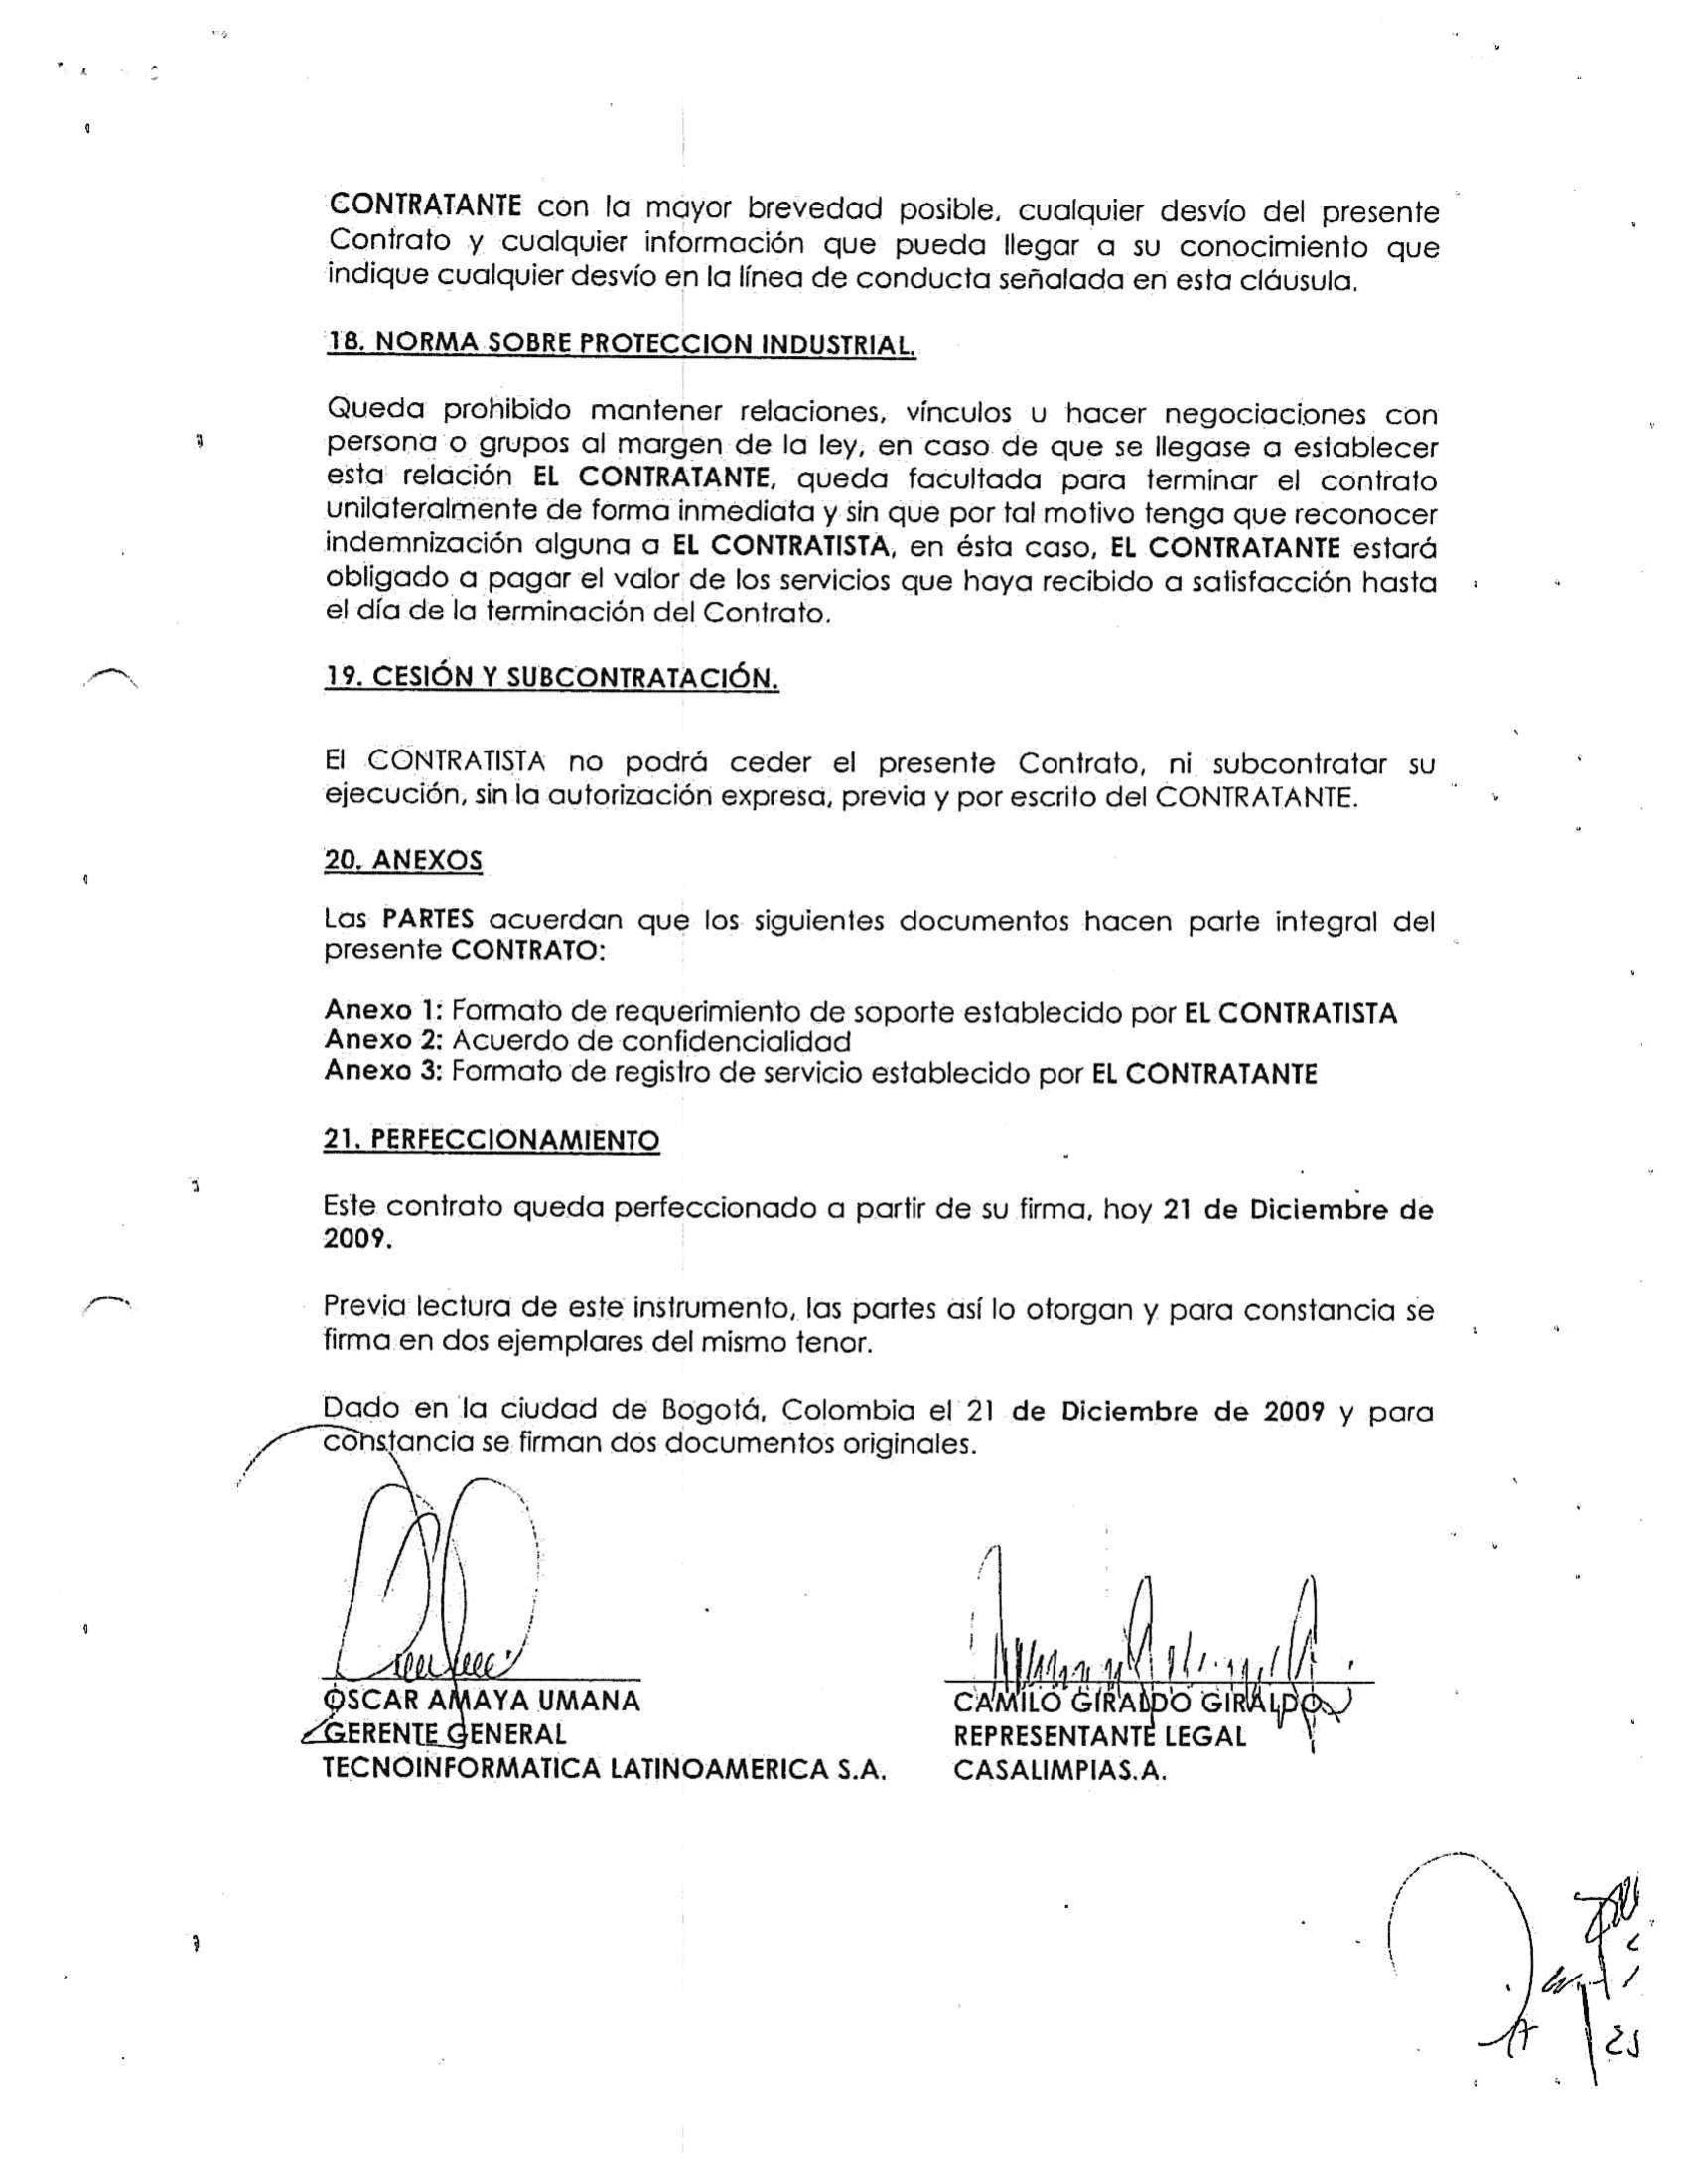 CONTRATANTE con la mayor brevedad posible, cualquier desvío del presente
Contrato y cualquier información que pueda llegar a su conocimiento que
indique cualquier desvío en la línea de conducta señalada en esta cláusula.
18. NORMA SOBRE PROTECCION INDUSTRIAL.
Queda prohibido mantener relaciones, vínculos u hacer negociaciones con
persona o grupos al margen de la ley, en caso de que se llegase a establecer
esta relación EL CONTRATANTE, queda facultada para terminar el contrato
unilateralmente de forma inmediata y sin que por tal motivo tenga que reconocer
indemnización alguna a EL CONTRATISTA, en ésta caso, EL CONTRATANTE estará
obligado a pagar el valor de los servicios que haya recibido a satisfacción hasta
el día de la terminación del Contrato.
19. CESIÓN Y SUBCONTRATACIÓN.
El CONTRATISTA no podrá ceder el presente Contrato, ni subcontratar su
ejecución, sin la autorización expresa, previa y por escrito del CONTRATANTE.
20. ANEXOS
Las PARTES acuerdan que los siguientes documentos hacen parte integral del
presente CONTRATO:
Anexo 1: Formato de requerimiento de soporte establecido por EL CONTRATISTA
Anexo 2: Acuerdo de confidencialidad
Anexo 3: Formato de registro de servicio establecido por EL CONTRATANTE
21. PERFECCIONAMIENTO
Este contrato queda perfeccionado a partir de su firma, hoy 21 de Diciembre de
2009.
Previa lectura de este instrumento, las partes así lo otorgan y para constancia se
firma en dos ejemplares del mismo tenor.
Dado en la ciudad de Bogotá, Colombia el 21 de Diciembre de 2009 y para
constancia se firman dos documentos originales.
OSCAR AMAYA UMANA
GERENTE GENERAL
TECNOINFORMATICA LATINOAMERICA S.A.
CAMILO GIRALDO GIRALDO
REPRESENTANTE LEGAL
CASALIMPIAS.A.